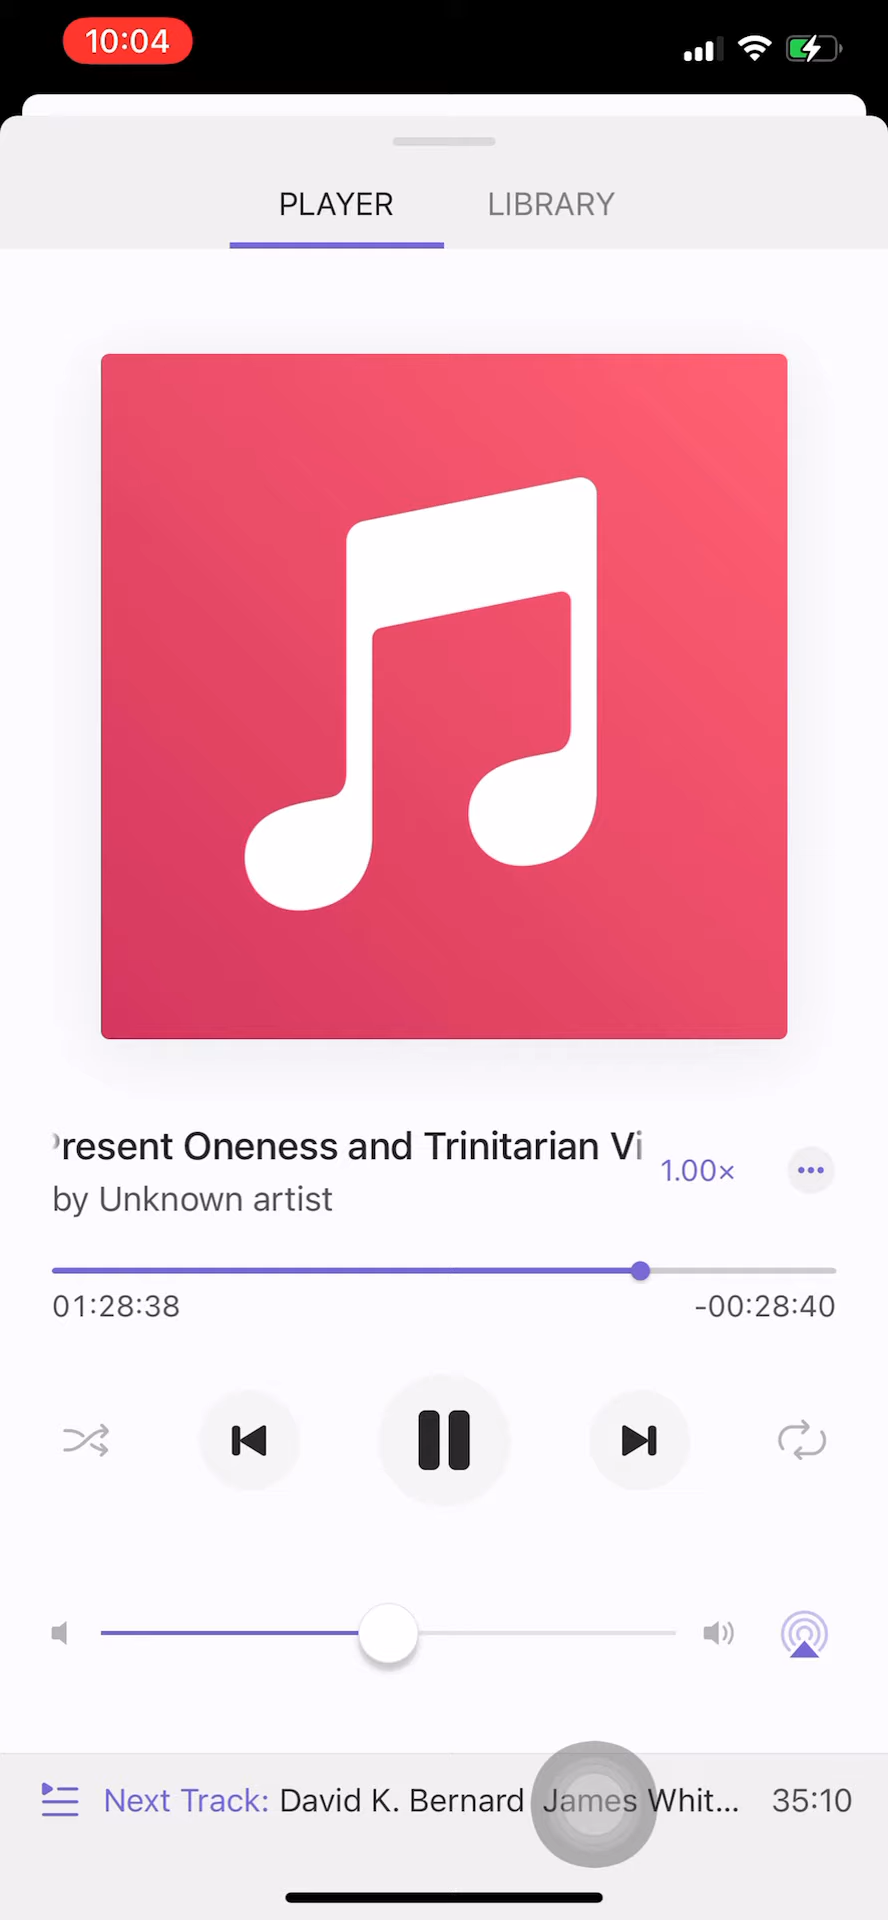 10:04
PLAYER LIBRARY
Present Oneness and Trinitarian Vi
1.00×
by Unknown artist
01:28:38 -00:28:40
Next Track: David K. Bernard James Whit... 35:10